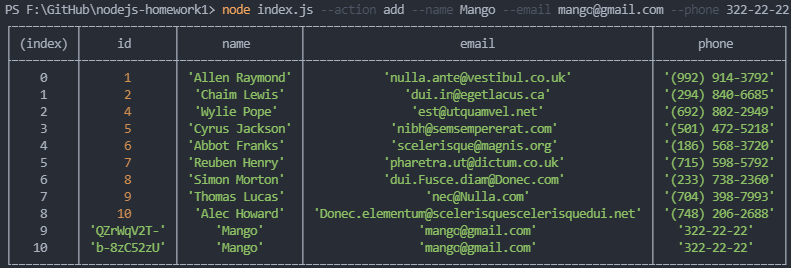 PS F:\GitHub\nodejs-homework1> node index.js --action add --name Mango --email mango@gmail.com --phone 322-22-22
(index) id name email phone
0 1 'Allen Raymond' 'nulla.ante@vestibul.co.uk' '(992) 914-3792'
1 2 'Chaim Lewis' 'dui.in@egetlacus.ca' '(294) 840-6685'
2 4 'Wylie Pope' 'est@utquamvel.net' '(692) 802-2949'
3 5 'Cyrus Jackson' 'nibh@semsempererat.com' '(501) 472-5218'
4 6 'Abbot Franks' 'scelerisque@magnis.org' '(186) 568-3720'
5 7 'Reuben Henry' 'pharetra.ut@dictum.co.uk' '(715) 598-5792'
6 8 'Simon Morton' 'dui.Fusce.diam@Donec.com' '(233) 738-2360'
7 9 'Thomas Lucas' 'nec@Nulla.com' '(704) 398-7993'
8 10 'Alec Howard' 'Donec.elementum@scelerisquescelerisquedui.net' '(748) 206-2688'
9 'QZrWqV2T-' 'Mango' 'mango@gmail.com' '322-22-22'
10 'b-8zC52zU' 'Mango' 'mango@gmail.com' '322-22-22'